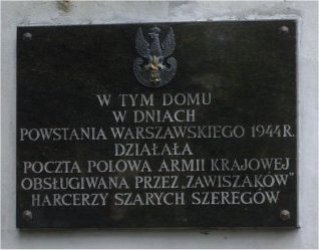 W TYM DOMU
W DNIACH
POWSTANIA WARSZAWSKIEGO 1944R.
DZIAŁAŁA
POCZTA POLOWA ARMII KRAJOWEJ
OBSŁUGIWANA PRZEZ „ZAWISZAKÓW”
HARCERZY SZARYCH SZEREGÓW